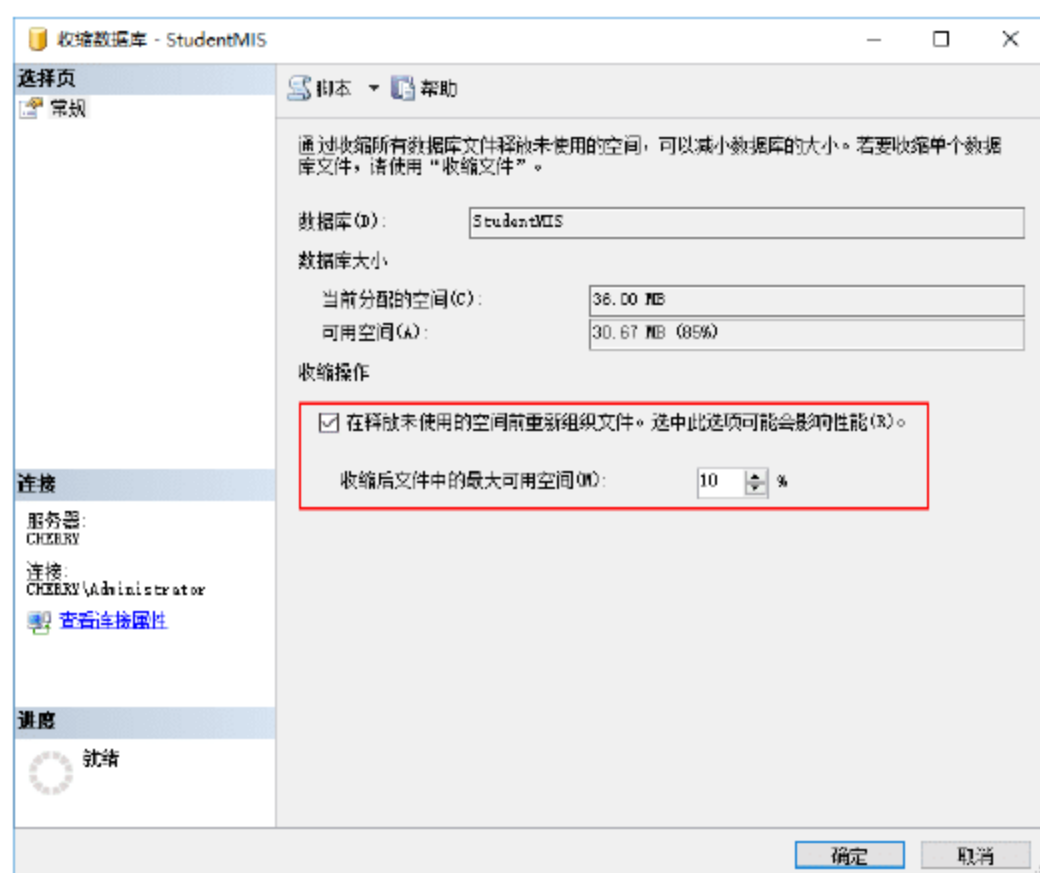 收缩数据库 - StudentMIS
选择页
常规
脚本 帮助
通过收缩所有数据库文件释放未使用的空间，可以减小数据库的大小。若要收缩单个数据
库文件，请使用“收缩文件”。
数据库(D): StudentMIS
数据库大小
当前分配的空间(C): 36.00 MB
可用空间(A): 30.67 MB (85%)
收缩操作
在释放未使用的空间前重新组织文件。选中此选项可能会影响性能(R)。
收缩后文件中的最大可用空间(M): 10 %
连接
服务器:
CHERRY
连接:
CHERRY\Administrator
查看连接属性
进度
就绪
确定 取消